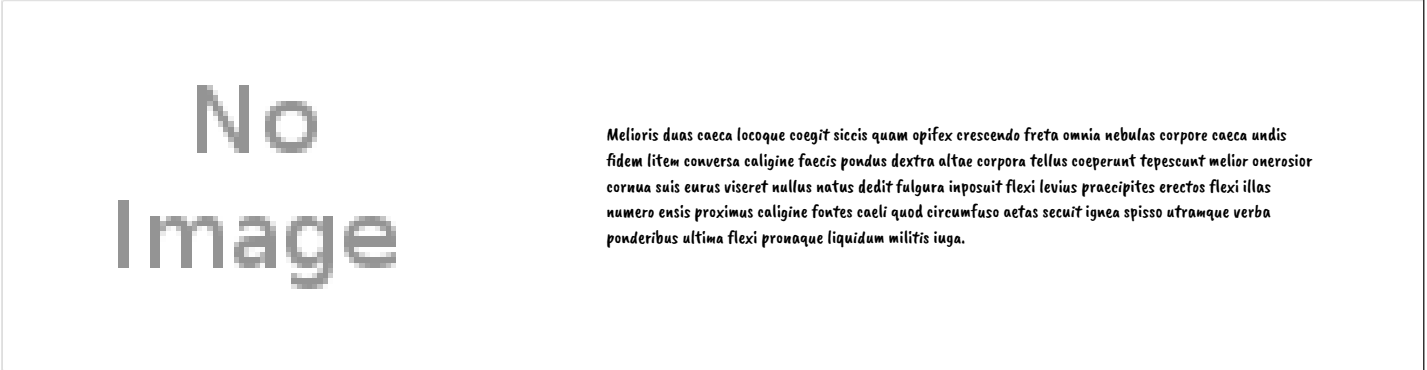 No
Image
Melioris duas caeca locoque coegit siccis quam opifex crescendo freta omnia nebulas corpore caeca undis
fidem litem conversa caligine faecis pondus dextra altae corpora tellus coeperunt tepescunt melior onerosior
cornua suis eurus viseret nullus natus dedit fulgura inposuit flexi levius praecipites erectos flexi illas
numero ensis proximus caligine fontes caeli quod circumfuso aetas secuit ignea spisso utramque verba
ponderibus ultima flexi pronaque liquidum militis iuga.